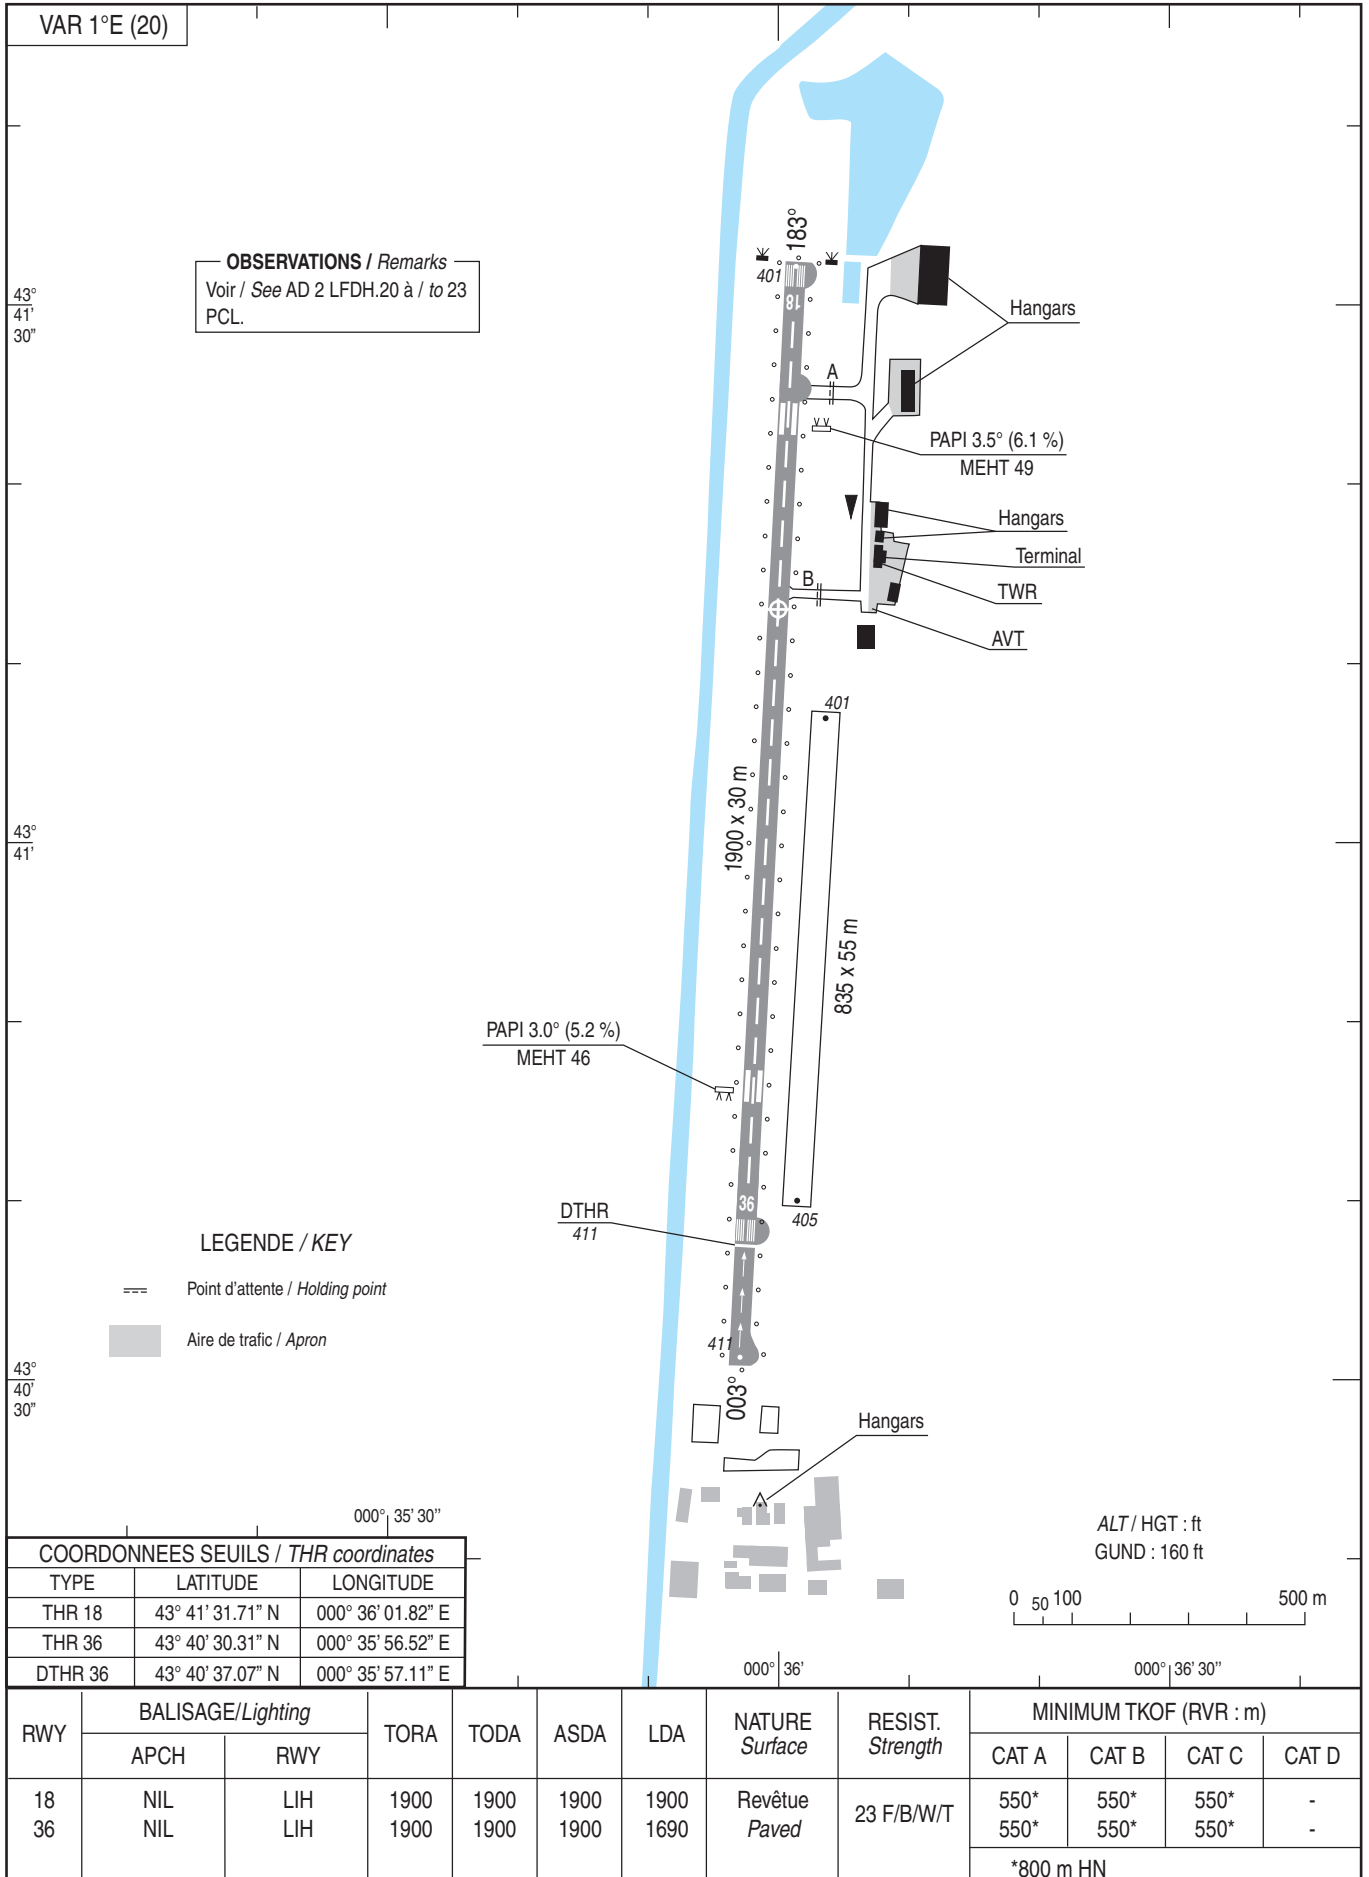 VAR 1°E (20)
183°
401
18
OBSERVATIONS / Remarks
Voir / See AD 2 LFDH.20 à / to 23
PCL.
43°
41’
30”
Hangars
A
PAPI 3.5° (6.1 %)
MEHT 49
Hangars
Terminal
B
TWR
AVT
401
1900 x 30 m
43°
41’
835 x 55 m
PAPI 3.0° (5.2 %)
MEHT 46
36
DTHR
411
405
LEGENDE / KEY
Point d’attente / Holding point
Aire de trafic / Apron
411
43°
40’
30”
003°
Hangars
000° 35’ 30”
ALT / HGT : ft
GUND : 160 ft
0 50 100 500 m
COORDONNEES SEUILS / THR coordinates
TYPE LATITUDE LONGITUDE
THR 18 43° 41’ 31.71” N 000° 36’ 01.82” E
THR 36 43° 40’ 30.31” N 000° 35’ 56.52” E
DTHR 36 43° 40’ 37.07” N 000° 35’ 57.11” E
000° 36’ 000° 36’ 30”
RWY BALISAGE/Lighting TORA TODA ASDA LDA NATURE Surface RESIST. Strength MINIMUM TKOF (RVR : m)
APCH RWY CAT A CAT B CAT C CAT D
18 NIL LIH 1900 1900 1900 1900 Revêtue 23 F/B/W/T 550* 550* 550* -
36 NIL LIH 1900 1900 1900 1690 Paved 550* 550* 550* -
*800 m HN